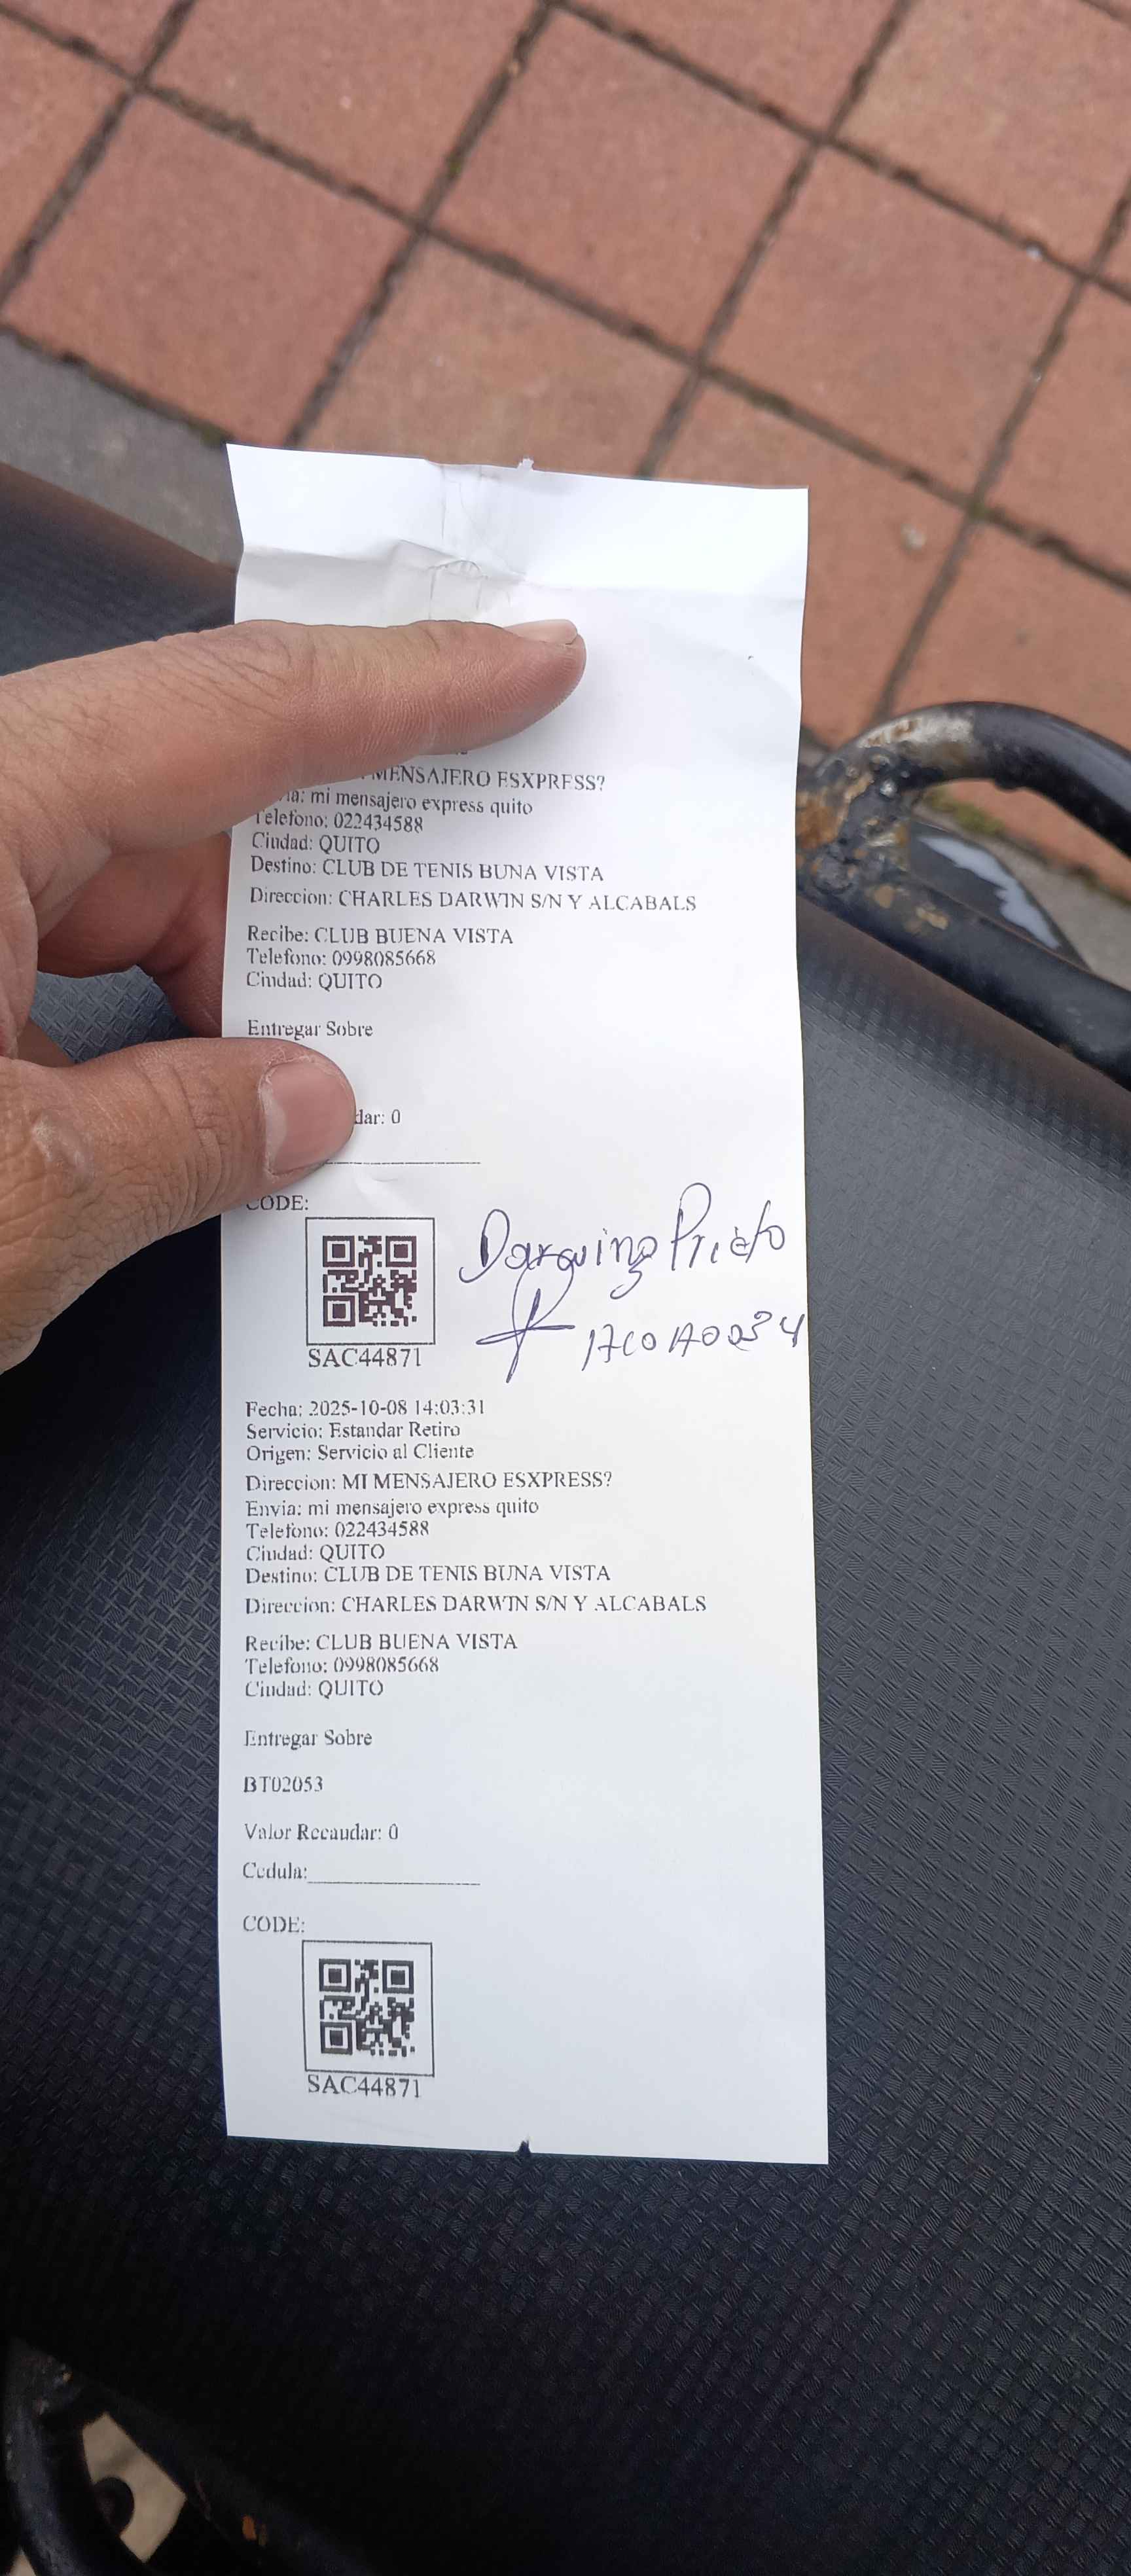 MENSAJERO ESXPRESS?
mi mensajero express quito
Telefono: 022434588
Ciudad: QUITO
Destino: CLUB DE TENIS BUNA VISTA
Direccion: CHARLES DARWIN S/N Y ALCABALS
Recibe: CLUB BUENA VISTA
Telefono: 0998085668
Ciudad: QUITO
Entregar Sobre
dar: 0
CODE:
Prieto
SAC44871
Fecha: 2025-10-08 14:03:31
Servicio: Estandar Retiro
Origen: Servicio al Cliente
Direccion: MI MENSAJERO ESXPRESS?
Envia: mi mensajero express quito
Telefono: 022434588
Ciudad: QUITO
Destino: CLUB DE TENIS BUNA VISTA
Direccion: CHARLES DARWIN S/N Y ALCABALS
Recibe: CLUB BUENA VISTA
Telefono: 0998085668
Ciudad: QUITO
Entregar Sobre
BT02053
Valor Recaudar: 0
Cedula:
CODE:
SAC44871